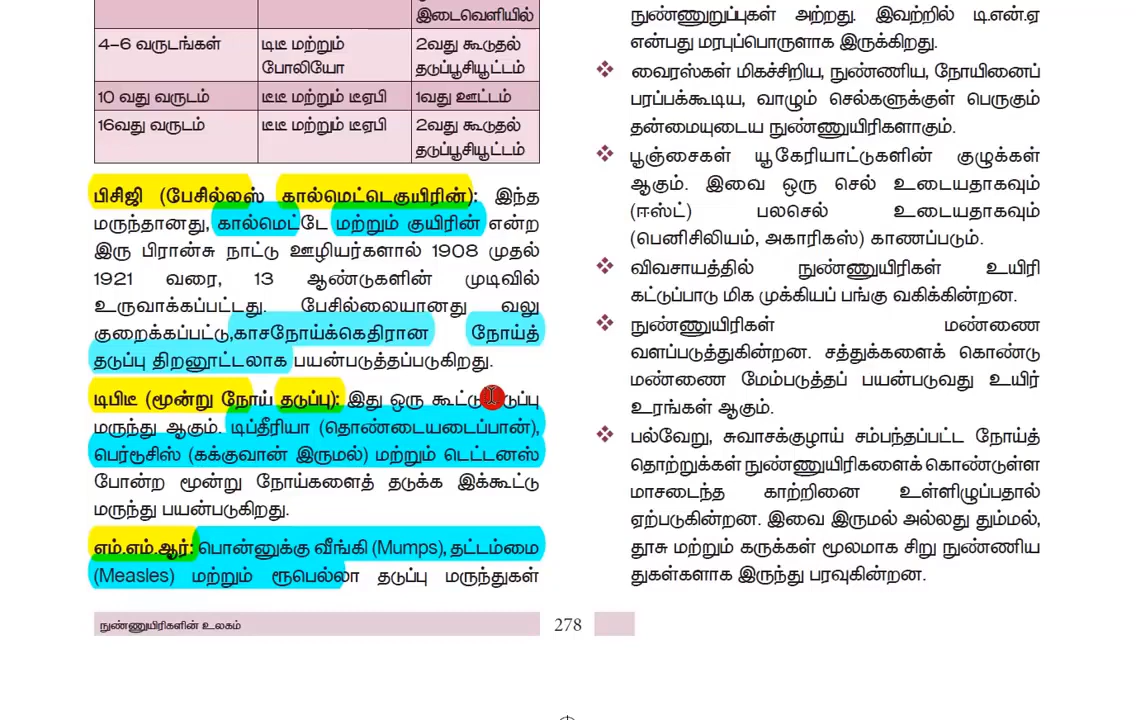 இடைவெளியில்
4–6 வருடங்கள் டிடீ மற்றும் போலியோ 2வது கூடுதல் தடுப்பூசியூட்டம்
10 வது வருடம் டீடீ மற்றும் டீஏபி 1வது ஊட்டம்
16வது வருடம் டீடீ மற்றும் டீஏபி 2வது கூடுதல் தடுப்பூசியூட்டம்
பிசிஜி (பேசில்லஸ் கால்மெட்டெகுயிரின்): இந்த
மருந்தானது, கால்மெட்டே மற்றும் குயிரின் என்ற
இரு பிரான்சு நாட்டு ஊழியர்களால் 1908 முதல்
1921 வரை, 13 ஆண்டுகளின் முடிவில்
உருவாக்கப்பட்டது. பேசில்லையானது வலு
குறைக்கப்பட்டு,காசநோய்க்கெதிரான நோய்த்
தடுப்பு திறனூட்டலாக பயன்படுத்தப்படுகிறது.
டிபிடீ (மூன்று நோய் தடுப்பு): இது ஒரு கூட்டு
மருந்து ஆகும். டிப்தீரியா (தொண்டையடைப்பான்),
பெர்டூசிஸ் (கக்குவான் இருமல்) மற்றும் டெட்டனஸ்
போன்ற மூன்று நோய்களைத் தடுக்க இக்கூட்டு
மருந்து பயன்படுகிறது.
எம்.எம்.ஆர்: பொன்னுக்கு வீங்கி (Mumps), தட்டம்மை
(Measles) மற்றும் ரூபெல்லா தடுப்பு மருந்துகள்
நுண்ணுறுப்புகள் அற்றது. இவற்றில் டி.என்.ஏ
என்பது மரபுப்பொருளாக இருக்கிறது.
❖ வைரஸ்கள் மிகச்சிறிய, நுண்ணிய, நோயினைப்
பரப்பக்கூடிய, வாழும் செல்களுக்குள் பெருகும்
தன்மையுடைய நுண்ணுயிரிகளாகும்.
❖ பூஞ்சைகள் யூகேரியாட்டுகளின் குழுக்கள்
ஆகும். இவை ஒரு செல் உடையதாகவும்
(ஈஸ்ட்) பலசெல் உடையதாகவும்
(பெனிசிலியம், அகாரிகஸ்) காணப்படும்.
❖ விவசாயத்தில் நுண்ணுயிரிகள் உயிரி
கட்டுப்பாடு மிக முக்கியப் பங்கு வகிக்கின்றன.
❖ நுண்ணுயிரிகள் மண்ணை
வளப்படுத்துகின்றன. சத்துக்களைக் கொண்டு
மண்ணை மேம்படுத்தப் பயன்படுவது உயிர்
உரங்கள் ஆகும்.
❖ பல்வேறு, சுவாசக்குழாய் சம்பந்தப்பட்ட நோய்த்
தொற்றுக்கள் நுண்ணுயிரிகளைக் கொண்டுள்ள
மாசடைந்த காற்றினை உள்ளிழுப்பதால்
ஏற்படுகின்றன. இவை இருமல் அல்லது தும்மல்,
தூசு மற்றும் கருக்கள் மூலமாக சிறு நுண்ணிய
துகள்களாக இருந்து பரவுகின்றன.
நுண்ணுயிரிகளின் உலகம் 278